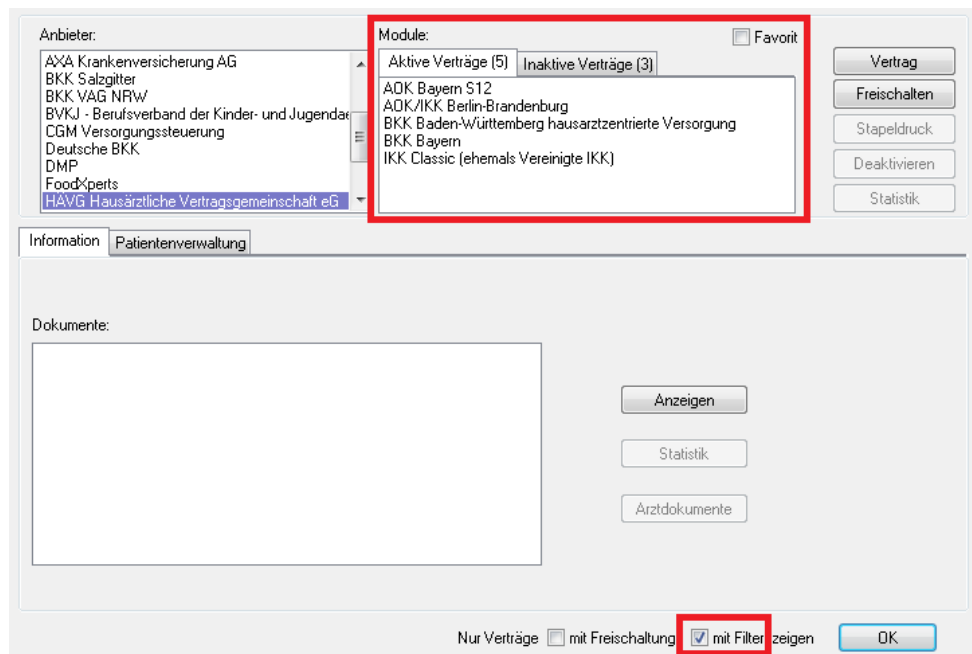 Anbieter:
AXA Krankenversicherung AG
BKK Salzgitter
BKK VAG NRW
BVKJ - Berufsverband der Kinder- und Jugendae
CGM Versorgungssteuerung
Deutsche BKK
DMP
FoodXperts
HÄVG Hausärztliche Vertragsgemeinschaft eG
Module:
Favorit
Aktive Verträge (5) Inaktive Verträge (3)
AOK Bayern S12
AOK/IKK Berlin-Brandenburg
BKK Baden-Württemberg hausarztzentrierte Versorgung
BKK Bayern
IKK Classic (ehemals Vereinigte IKK)
Vertrag
Freischalten
Stapeldruck
Deaktivieren
Statistik
Information Patientenverwaltung
Dokumente:
Anzeigen
Statistik
Arztdokumente
Nur Verträge mit Freischaltung mit Filter zeigen OK